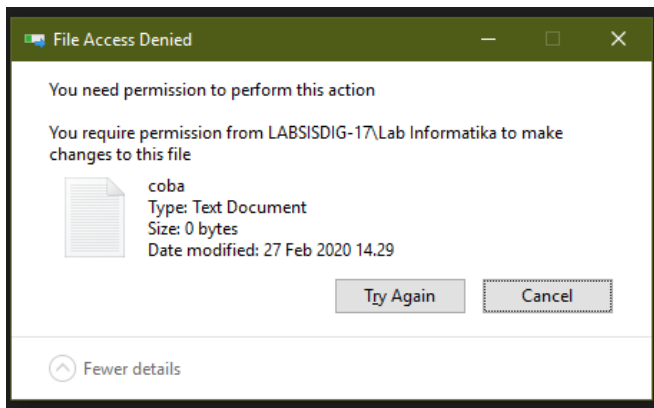 File Access Denied
You need permission to perform this action
You require permission from LABSISDIG-17\Lab Informatika to make
changes to this file
coba
Type: Text Document
Size: 0 bytes
Date modified: 27 Feb 2020 14.29
Try Again
Cancel
Fewer details